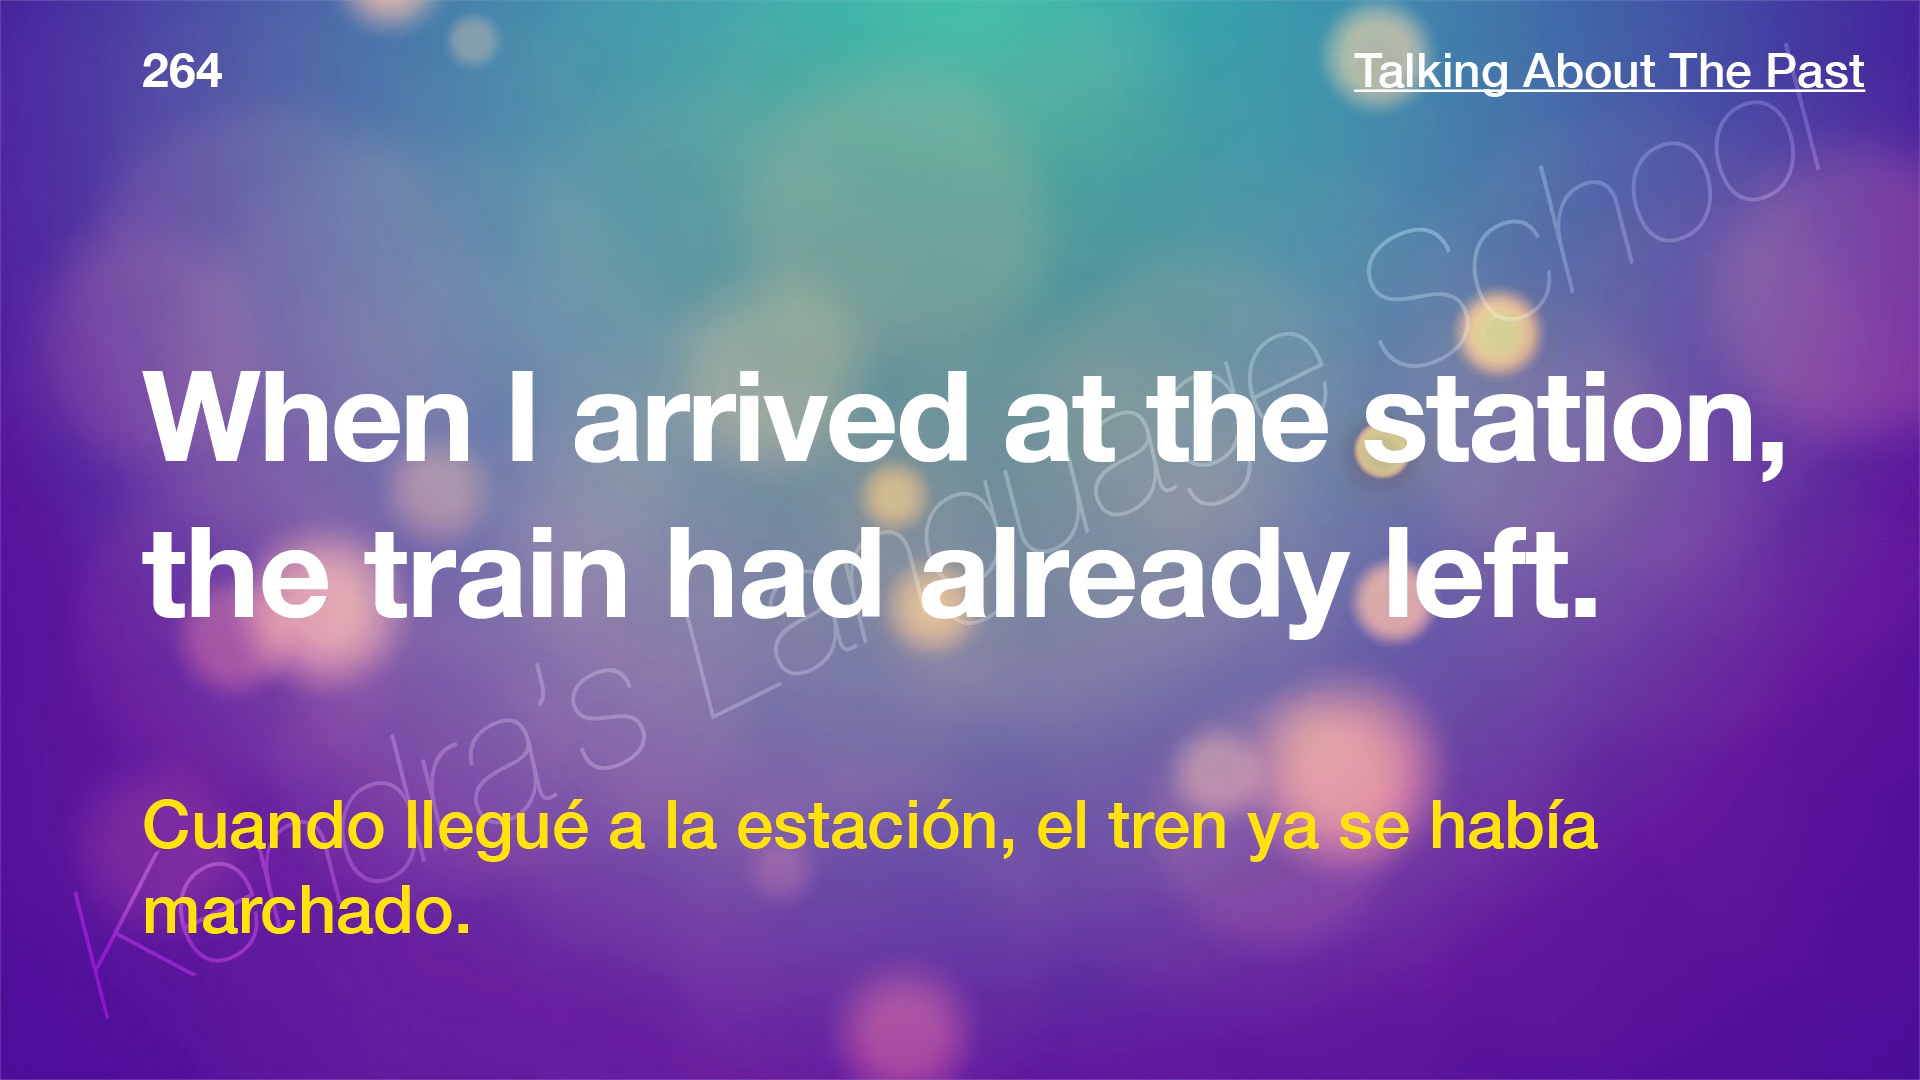 264
Talking About The Past
When I arrived at the station,
the train had already left.
Cuando llegué a la estación, el tren ya se había
marchado.
Kendra's Language School